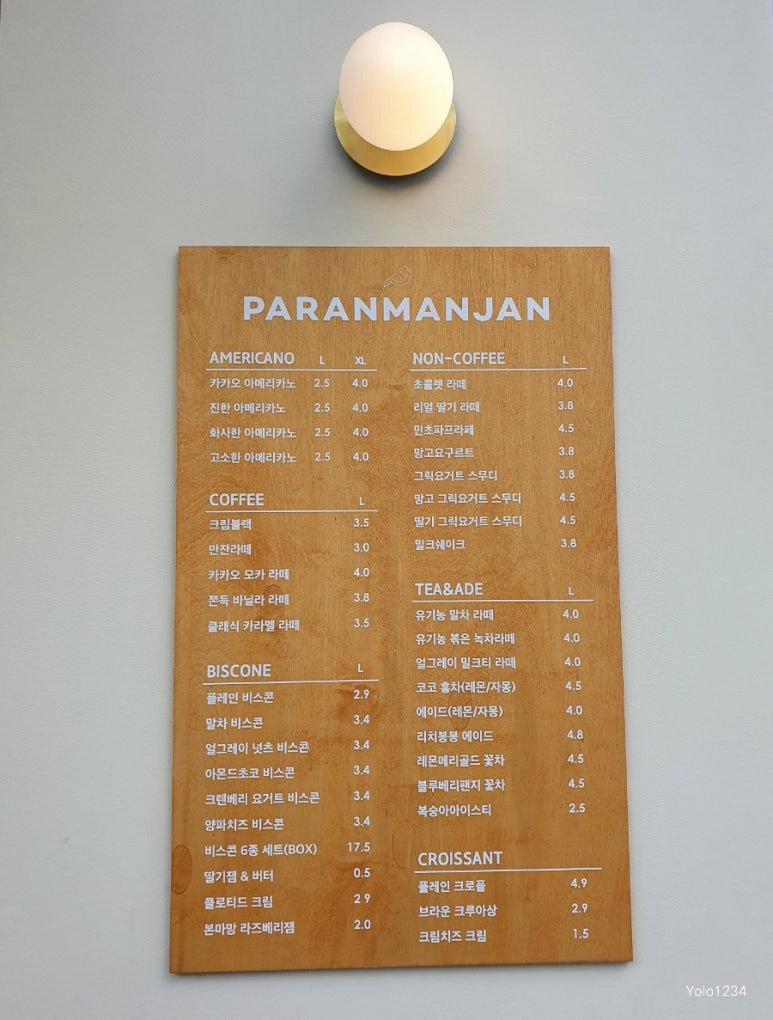 PARANMANJAN
AMERICANO L XL
카카오 아메리카노 2.5 4.0
진한 아메리카노 2.5 4.0
화사한 아메리카노 2.5 4.0
고소한 아메리카노 2.5 4.0
COFFEE L
크림블랙 3.5
만잔라떼 3.0
카카오 모카 라떼 4.0
쫀득 바닐라 라떼 3.8
클래식 카라멜 라떼 3.5
BISCONE L
플레인 비스콘 2.9
말차 비스콘 3.4
얼그레이 넛츠 비스콘 3.4
아몬드초코 비스콘 3.4
크렌베리 요거트 비스콘 3.4
양파치즈 비스콘 3.4
비스콘 6종 세트(BOX) 17.5
딸기잼 & 버터 0.5
클로티드 크림 2 9
본마망 라즈베리잼 2.0
NON-COFFEE L
초콜렛 라떼 4.0
리얼 딸기 라떼 3.8
민초파프라페 4.5
망고요구르트 3.8
그릭요거트 스무디 3.8
망고 그릭요거트 스무디 4.5
딸기 그릭요거트 스무디 4.5
밀크쉐이크 3.8
TEA&ADE L
유기농 말차 라떼 4.0
유기농 볶은 녹차라떼 4.0
얼그레이 밀크티 라떼 4.0
코코 홍차(레몬/자몽) 4.5
에이드(레몬/자몽) 4.0
리치봉봉 에이드 4.8
레몬메리골드 꽃차 4.5
블루베리팬지 꽃차 4.5
복숭아아이스티 2.5
CROISSANT
플레인 크로플 4.9
브라운 크루아상 2.9
크림치즈 크림 1.5
Yolo1234